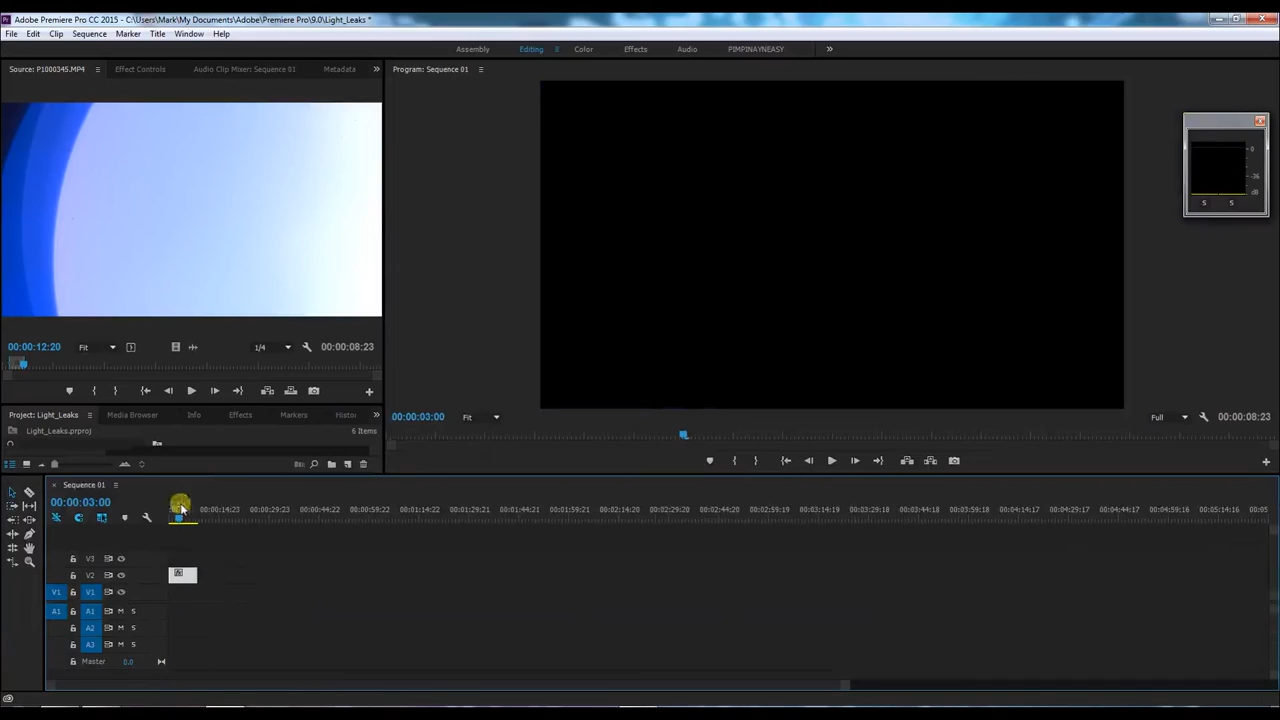 Adobe Premiere Pro CC 2015 - C:\Users\Mark\My Documents\Adobe\Premiere Pro\9.0\Light_Leaks *
File Edit Clip Sequence Marker Title Window Help
Assembly Editing Color Effects Audio PIMPINAYNEASY
Source: P1000345.MP4 Effect Controls Audio Clip Mixer: Sequence 01 Metadata
Program: Sequence 01
0
-36
dB
S S
00:00:12:20 Fit 1/4 00:00:08:23
Project: Light_Leaks Media Browser Info Effects Markers Histor
Light_Leaks.prproj 6 Items
00:00:03:00 Fit Full 00:00:08:23
Sequence 01
00:00:03:00
00:00:14:23 00:00:29:23 00:00:44:22 00:00:59:22 00:01:14:22 00:01:29:21 00:01:44:21 00:01:59:21 00:02:14:20 00:02:29:20 00:02:44:20 00:02:59:19 00:03:14:19 00:03:29:18 00:03:44:18 00:03:59:18 00:04:14:17 00:04:29:17 00:04:44:17 00:04:59:16 00:05:14:16 00:05
V3
V2 fx
V1 V1
A1 A1 M S
A2 M S
A3 M S
Master 0.0